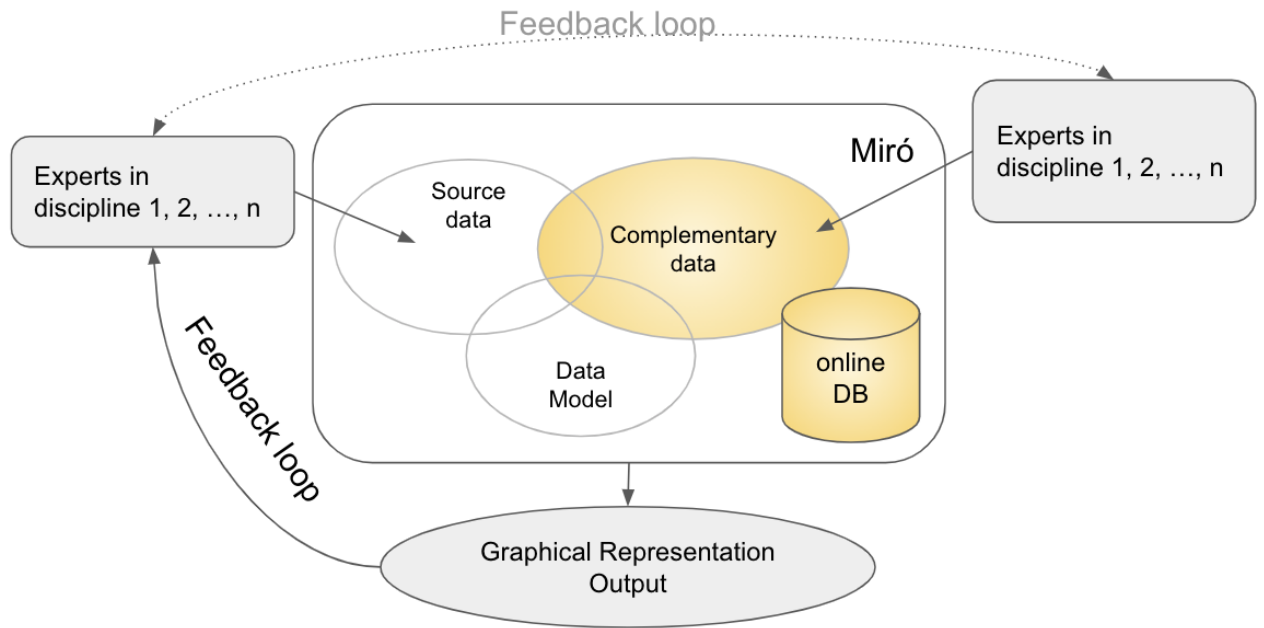 Feedback loop
Experts in
discipline 1, 2, …, n
Miró
Experts in
discipline 1, 2, …, n
Source
data
Complementary
data
Data
Model
online
DB
Feedback loop
Graphical Representation
Output